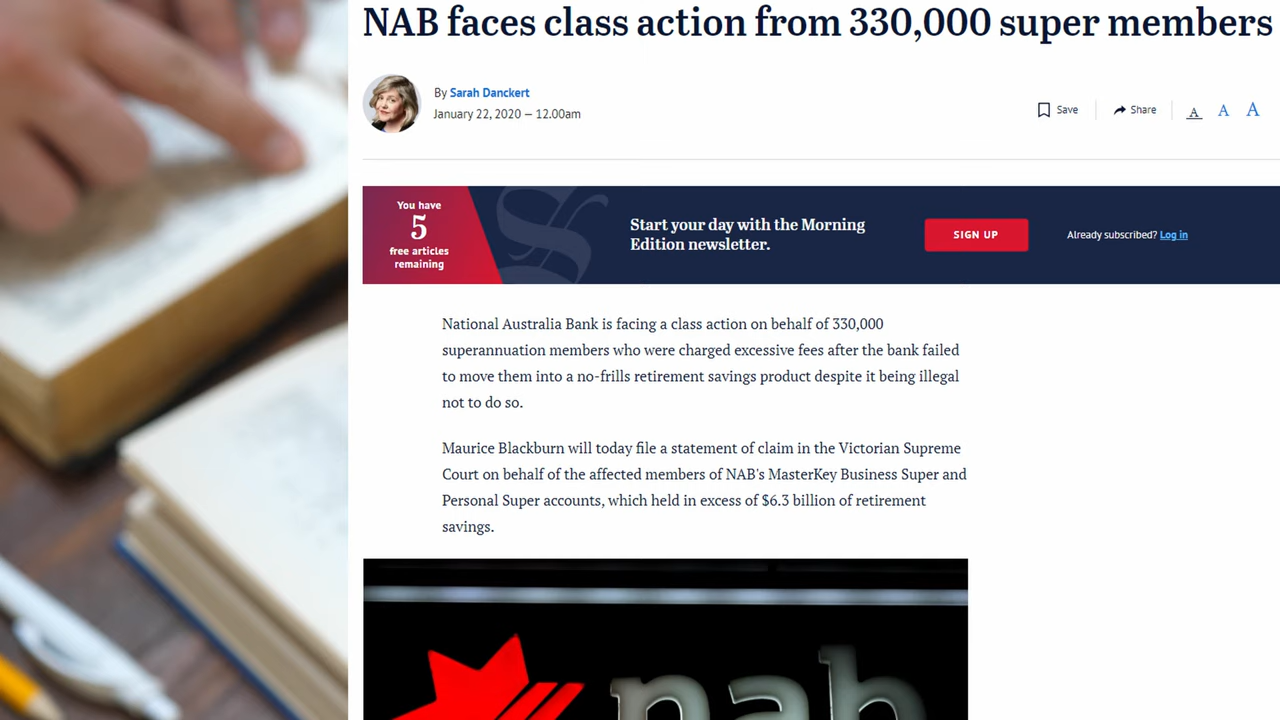 NAB faces class action from 330,000 super members
By Sarah Danckert
January 22, 2020 — 12.00am
Save
Share
A A A
You have
5
free articles
remaining
Start your day with the Morning
Edition newsletter.
SIGN UP
Already subscribed? Log in
National Australia Bank is facing a class action on behalf of 330,000
superannuation members who were charged excessive fees after the bank failed
to move them into a no-frills retirement savings product despite it being illegal
not to do so.
Maurice Blackburn will today file a statement of claim in the Victorian Supreme
Court on behalf of the affected members of NAB's MasterKey Business Super and
Personal Super accounts, which held in excess of $6.3 billion of retirement
savings.
nab